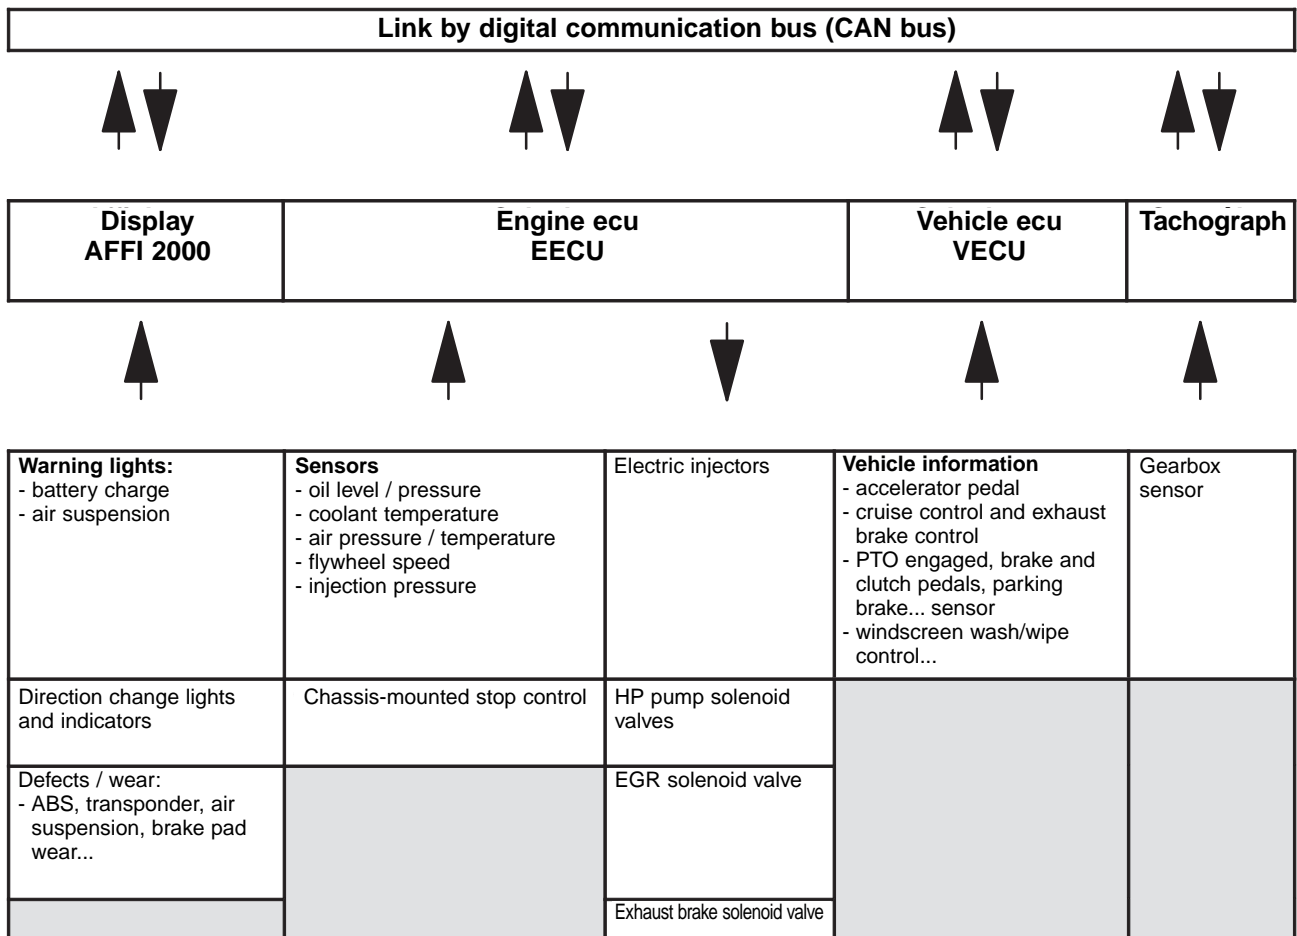 Link by digital communication bus (CAN bus)
Display
AFFI 2000
Engine ecu
EECU
Vehicle ecu
VECU
Tachograph
Warning lights:
- battery charge
- air suspension
Sensors
- oil level / pressure
- coolant temperature
- air pressure / temperature
- flywheel speed
- injection pressure
Electric injectors
Vehicle information
- accelerator pedal
- cruise control and exhaust
brake control
- PTO engaged, brake and
clutch pedals, parking
brake... sensor
- windscreen wash/wipe
control...
Gearbox
sensor
Direction change lights
and indicators
Chassis-mounted stop control
HP pump solenoid
valves
Defects / wear:
- ABS, transponder, air
suspension, brake pad
wear...
EGR solenoid valve
Exhaust brake solenoid valve